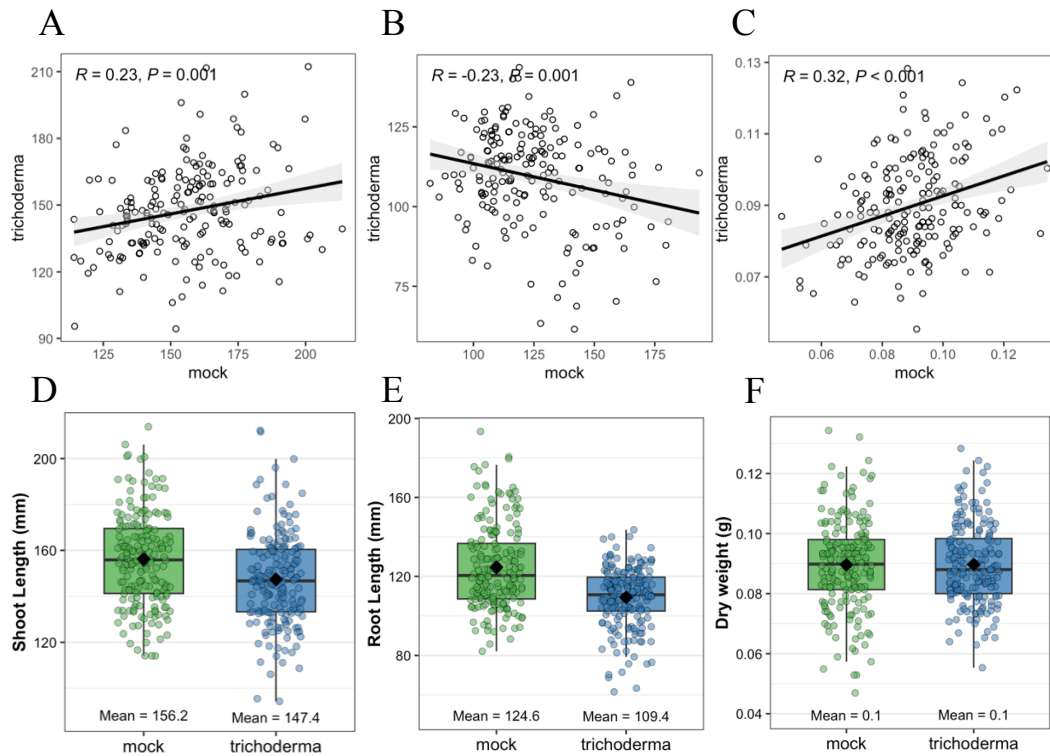 A
B
C
R = 0.23, P = 0.001
R = -0.23, P = 0.001
R = 0.32, P < 0.001
trichoderma
210
180
150
120
90
125
150
175
200
mock
trichoderma
125
100
75
100
125
150
175
mock
trichoderma
0.13
0.11
0.09
0.07
0.06
0.08
0.10
0.12
mock
D
E
F
Shoot Length (mm)
200
160
120
Mean = 156.2
Mean = 147.4
mock
trichoderma
Root Length (mm)
200
160
120
80
Mean = 124.6
Mean = 109.4
mock
trichoderma
Dry weight (g)
0.12
0.10
0.08
0.06
0.04
Mean = 0.1
Mean = 0.1
mock
trichoderma